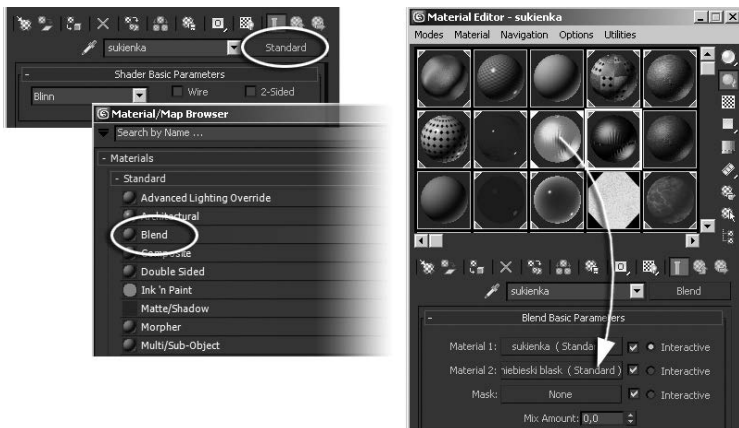 sukienka
Standard
- Shader Basic Parameters
Blinn
Wire
2-Sided
Material/Map Browser
Search by Name ...
- Materials
- Standard
Advanced Lighting Override
Architectural
Blend
Composite
Double Sided
Ink 'n Paint
Matte/Shadow
Morpher
Multi/Sub-Object
Material Editor - sukienka
Modes Material Navigation Options Utilities
sukienka
Blend
- Blend Basic Parameters
Material 1: sukienka ( Standa Interactive
Material 2: niebieski blask ( Standard ) Interactive
Mask: None Interactive
Mix Amount: 0,0